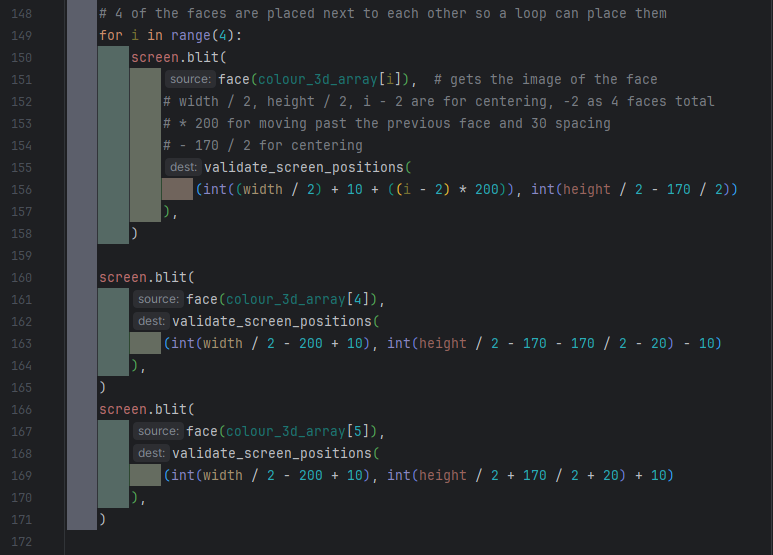 148 # 4 of the faces are placed next to each other so a loop can place them
149 for i in range(4):
150 screen.blit(
151 source: face(colour_3d_array[i]),  # gets the image of the face
152 # width / 2, height / 2, i - 2 are for centering, -2 as 4 faces total
153 # * 200 for moving past the previous face and 30 spacing
154 # - 170 / 2 for centering
155 dest: validate_screen_positions(
156 (int((width / 2) + 10 + ((i - 2) * 200)), int(height / 2 - 170 / 2))
157 ),
158 )
159
160 screen.blit(
161 source: face(colour_3d_array[4]),
162 dest: validate_screen_positions(
163 (int(width / 2 - 200 + 10), int(height / 2 - 170 - 170 / 2 - 20) - 10)
164 ),
165 )
166 screen.blit(
167 source: face(colour_3d_array[5]),
168 dest: validate_screen_positions(
169 (int(width / 2 - 200 + 10), int(height / 2 + 170 / 2 + 20) + 10)
170 ),
171 )
172